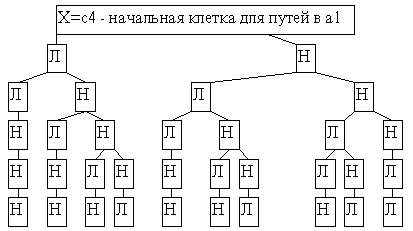 X=c4 - начальная клетка для путей в a1
Л Н
Л Н Л Н
Н Л Н Л Н Л Н
Н Н Л Н Н Н Л Н Л Л
Н Н Н Л Н Л Н Л Н Л